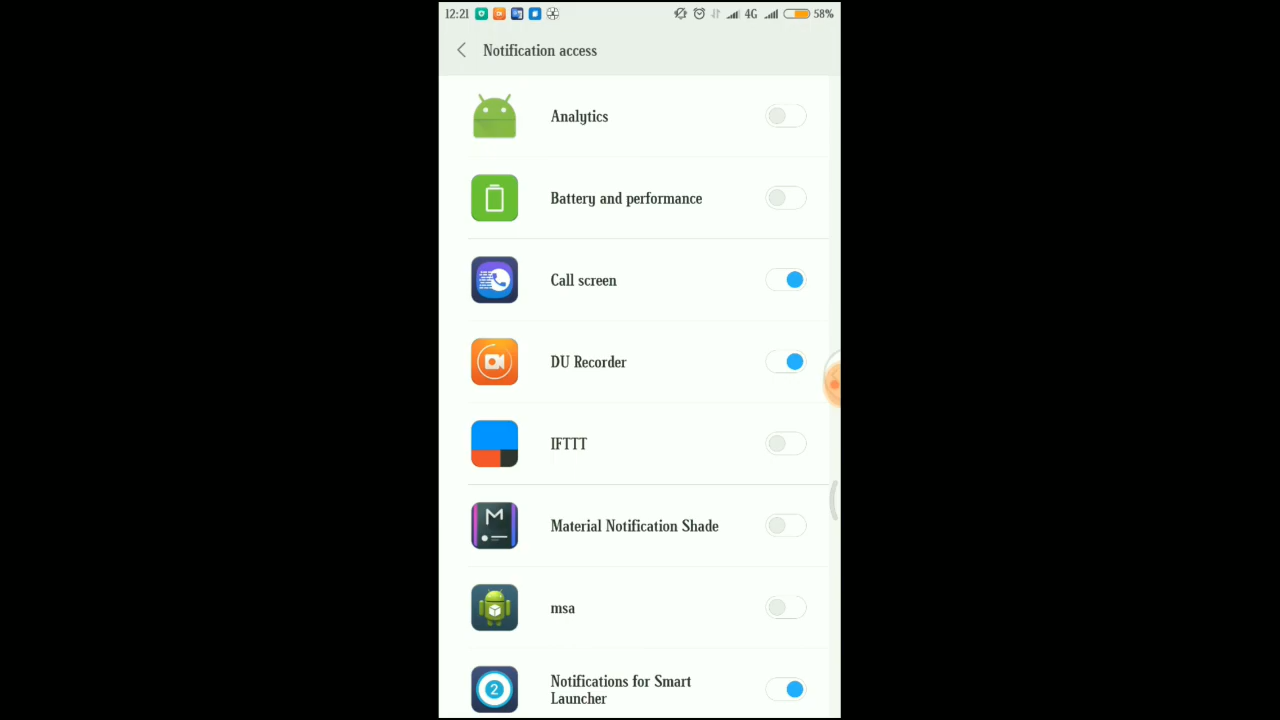 12:21 4G 58%
Notification access
Analytics
Battery and performance
Call screen
DU Recorder
IFTTT
M
Material Notification Shade
msa
2
Notifications for Smart
Launcher